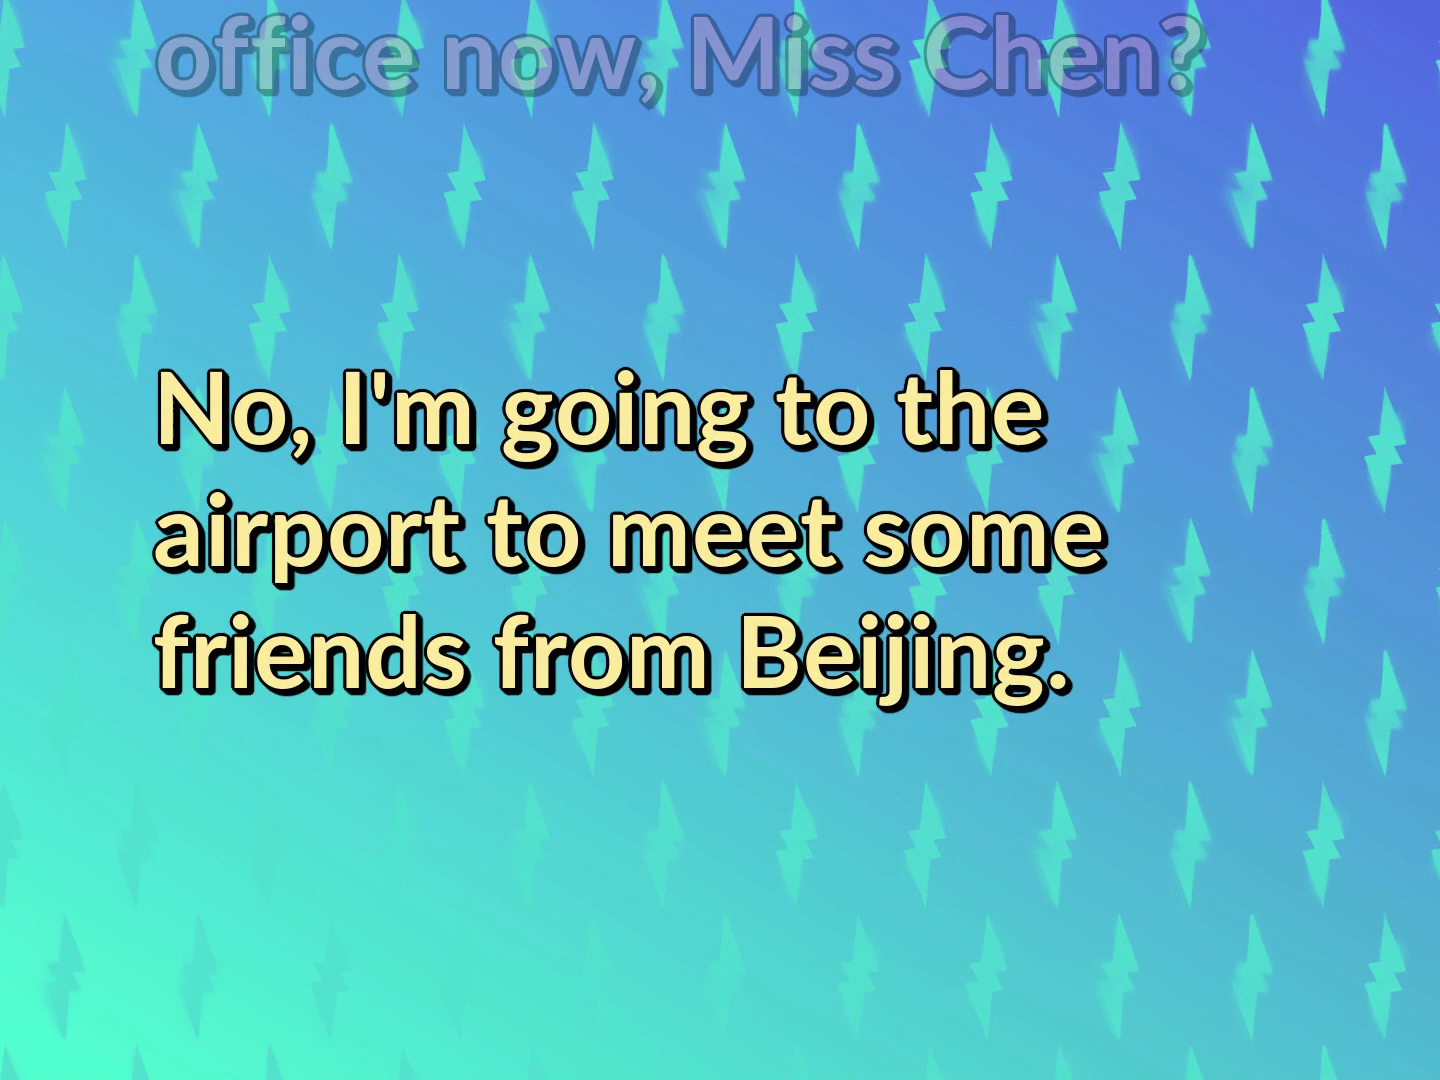 office now, Miss Chen?
No, I'm going to the
airport to meet some
friends from Beijing.